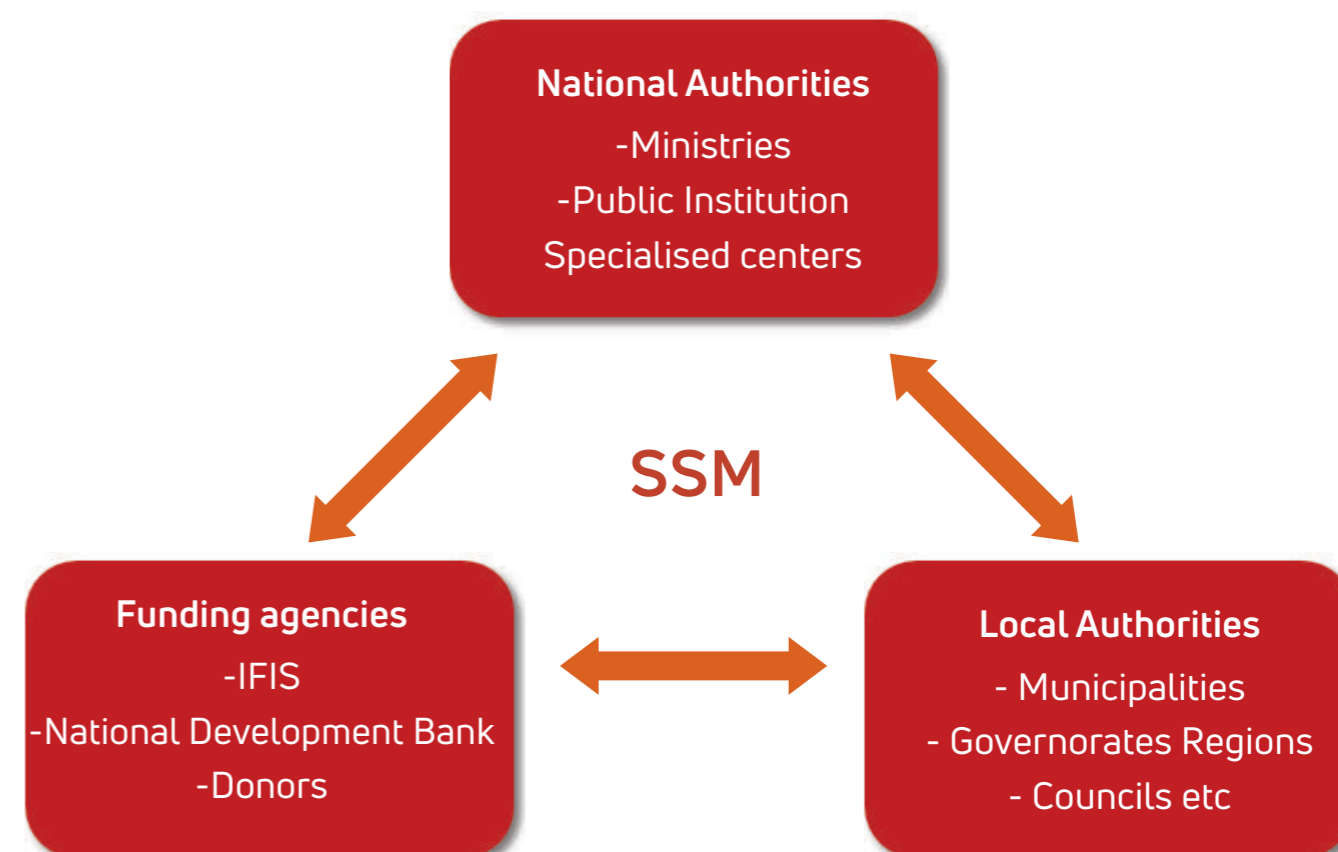 National Authorities
-Ministries
-Public Institution
Specialised centers
SSM
Funding agencies
-IFIS
-National Development Bank
-Donors
Local Authorities
- Municipalities
- Governorates Regions
- Councils etc